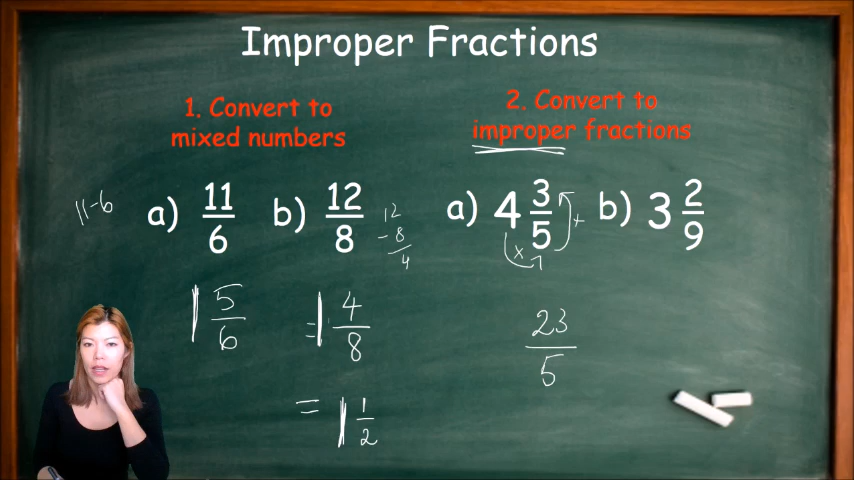 Improper Fractions
1. Convert to
mixed numbers
2. Convert to
improper fractions
11-6
a) 11/6
b) 12/8
12
- 8
4
a) 4 3/5
×
+
b) 3 2/9
1 5/6
= 1 4/8
= 1 1/2
23/5